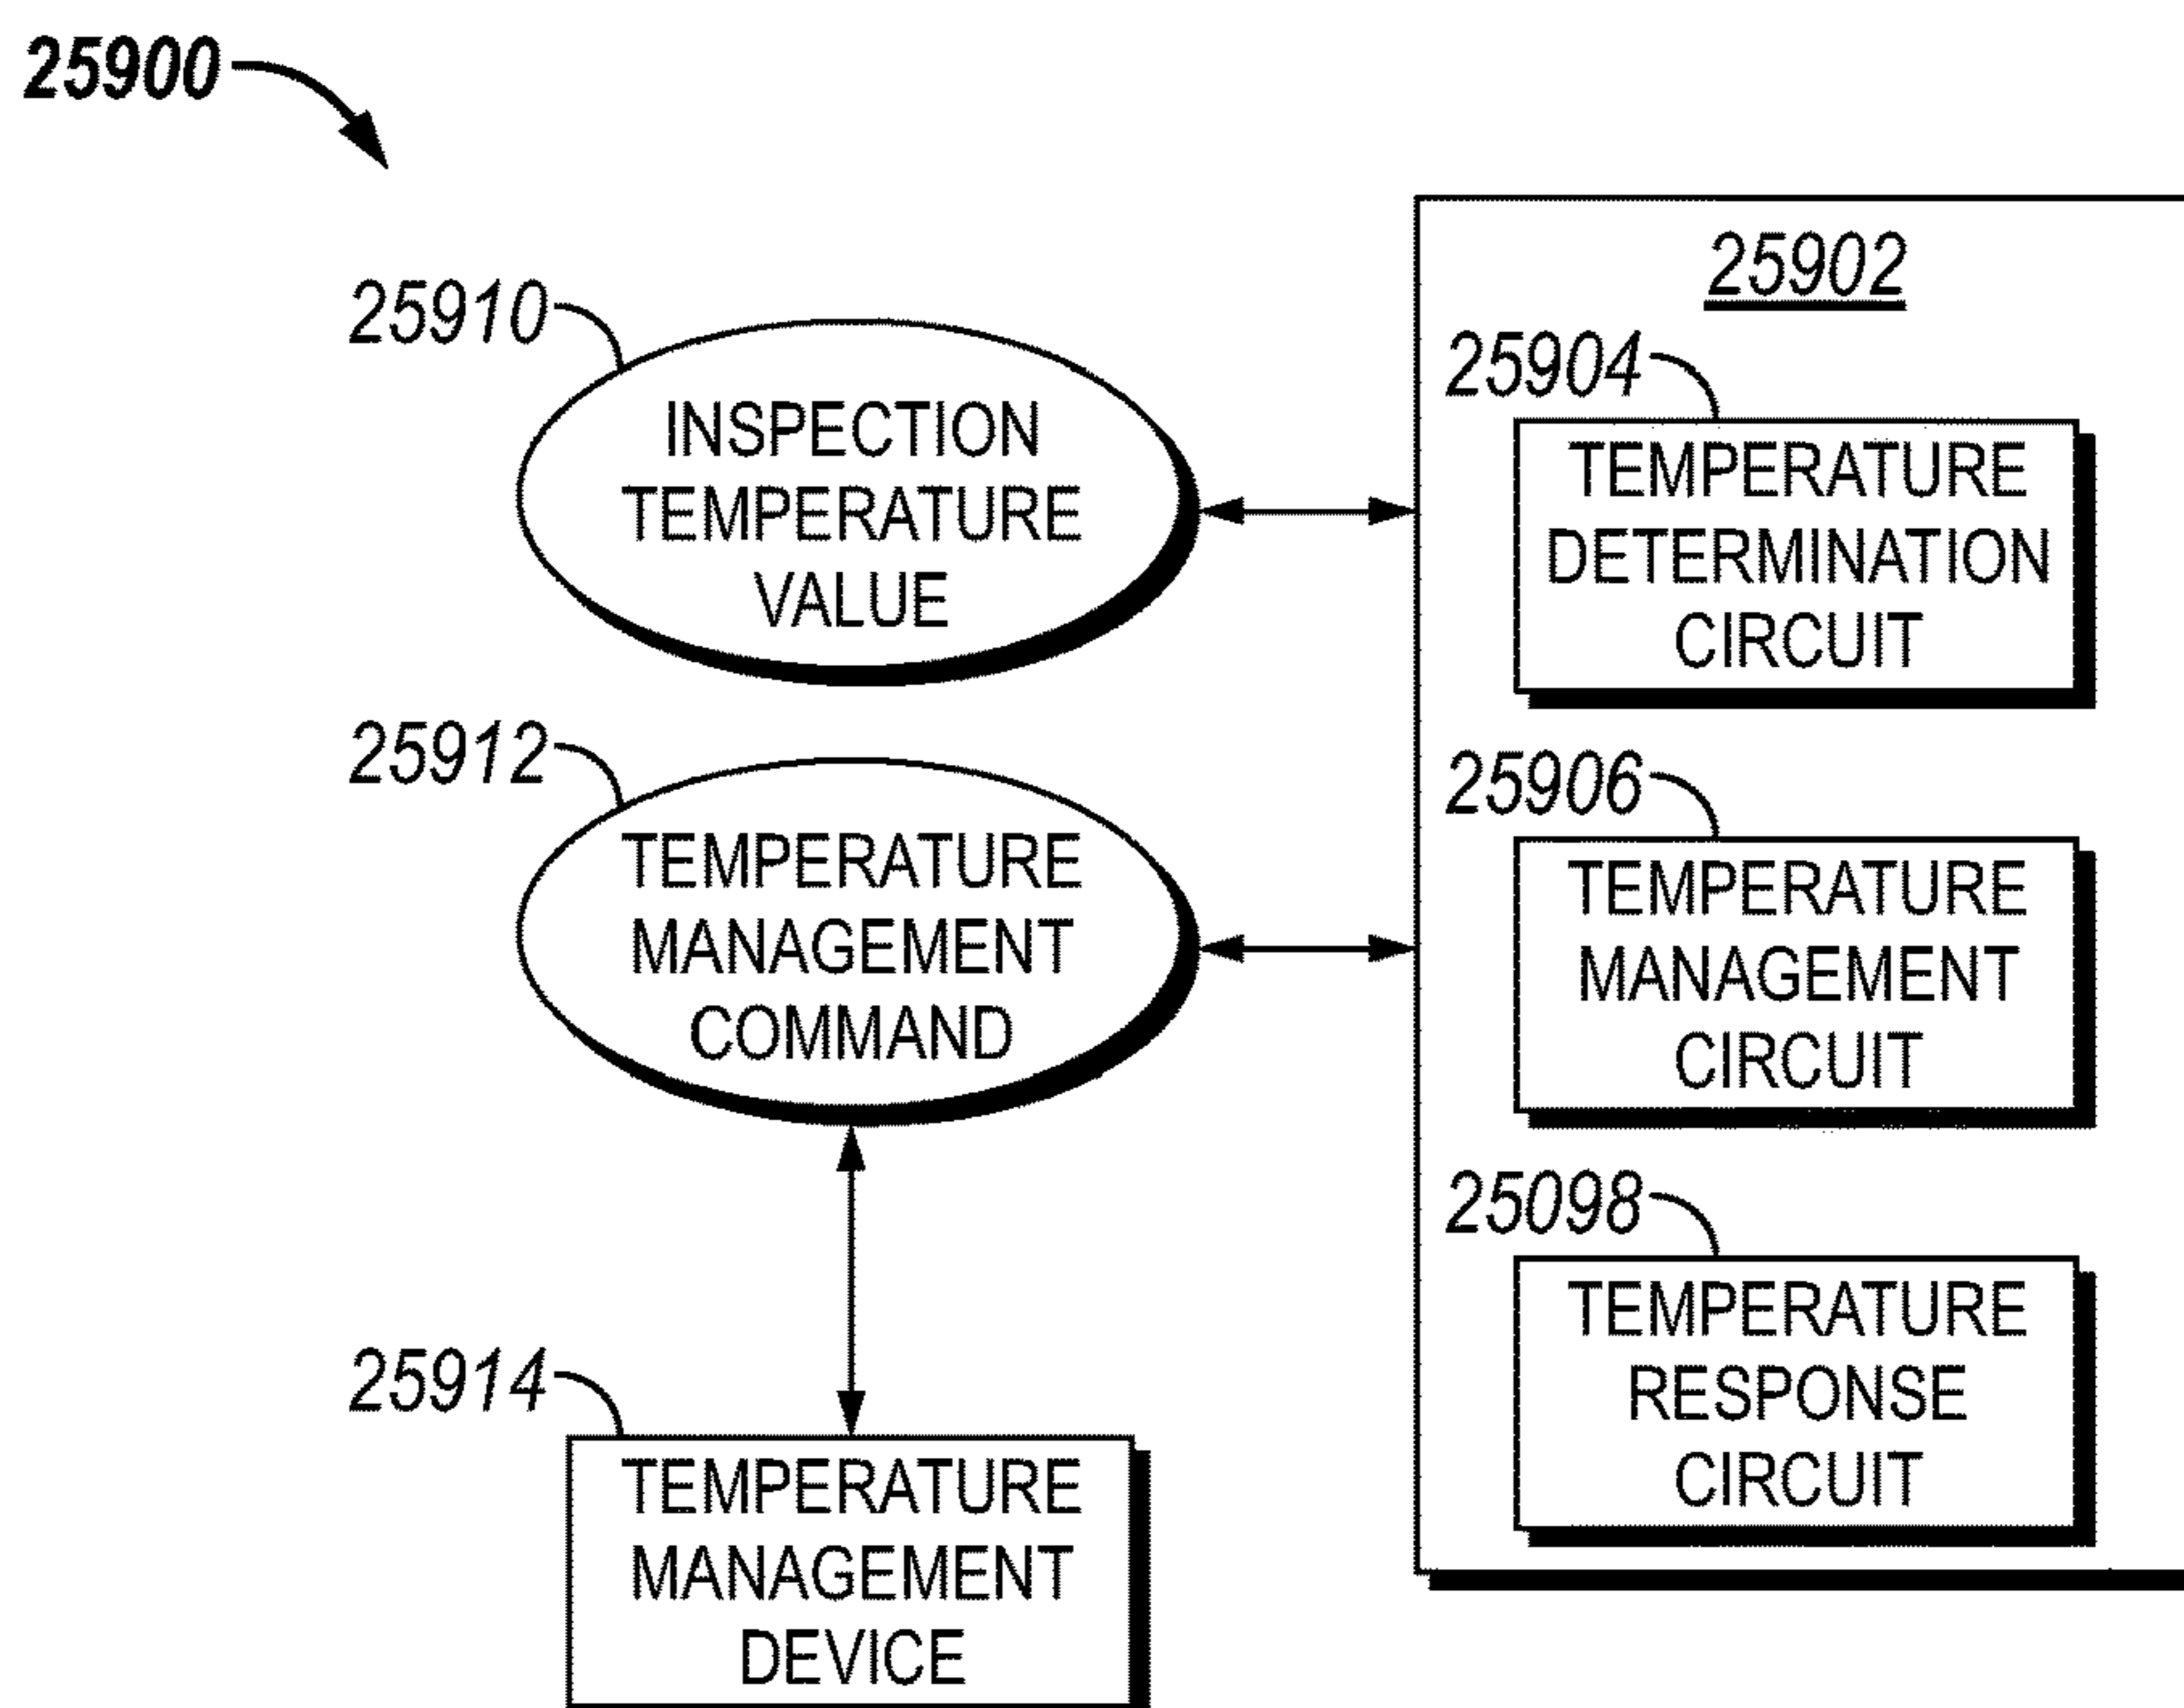 25900
25910
INSPECTION
TEMPERATURE
VALUE
25912
TEMPERATURE
MANAGEMENT
COMMAND
25914
TEMPERATURE
MANAGEMENT
DEVICE
25902
25904
TEMPERATURE
DETERMINATION
CIRCUIT
25906
TEMPERATURE
MANAGEMENT
CIRCUIT
25098
TEMPERATURE
RESPONSE
CIRCUIT